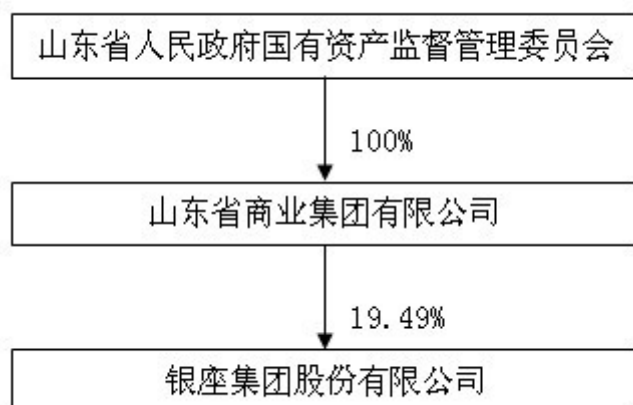 山东省人民政府国有资产监督管理委员会
100%
山东省商业集团有限公司
19.49%
银座集团股份有限公司